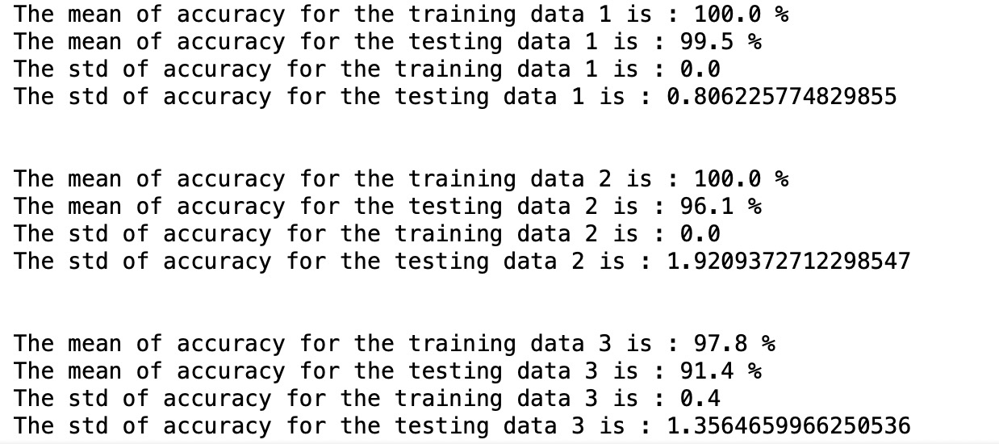 The mean of accuracy for the training data 1 is : 100.0 %
The mean of accuracy for the testing data 1 is : 99.5 %
The std of accuracy for the training data 1 is : 0.0
The std of accuracy for the testing data 1 is : 0.806225774829855
The mean of accuracy for the training data 2 is : 100.0 %
The mean of accuracy for the testing data 2 is : 96.1 %
The std of accuracy for the training data 2 is : 0.0
The std of accuracy for the testing data 2 is : 1.9209372712298547
The mean of accuracy for the training data 3 is : 97.8 %
The mean of accuracy for the testing data 3 is : 91.4 %
The std of accuracy for the training data 3 is : 0.4
The std of accuracy for the testing data 3 is : 1.3564659966250536